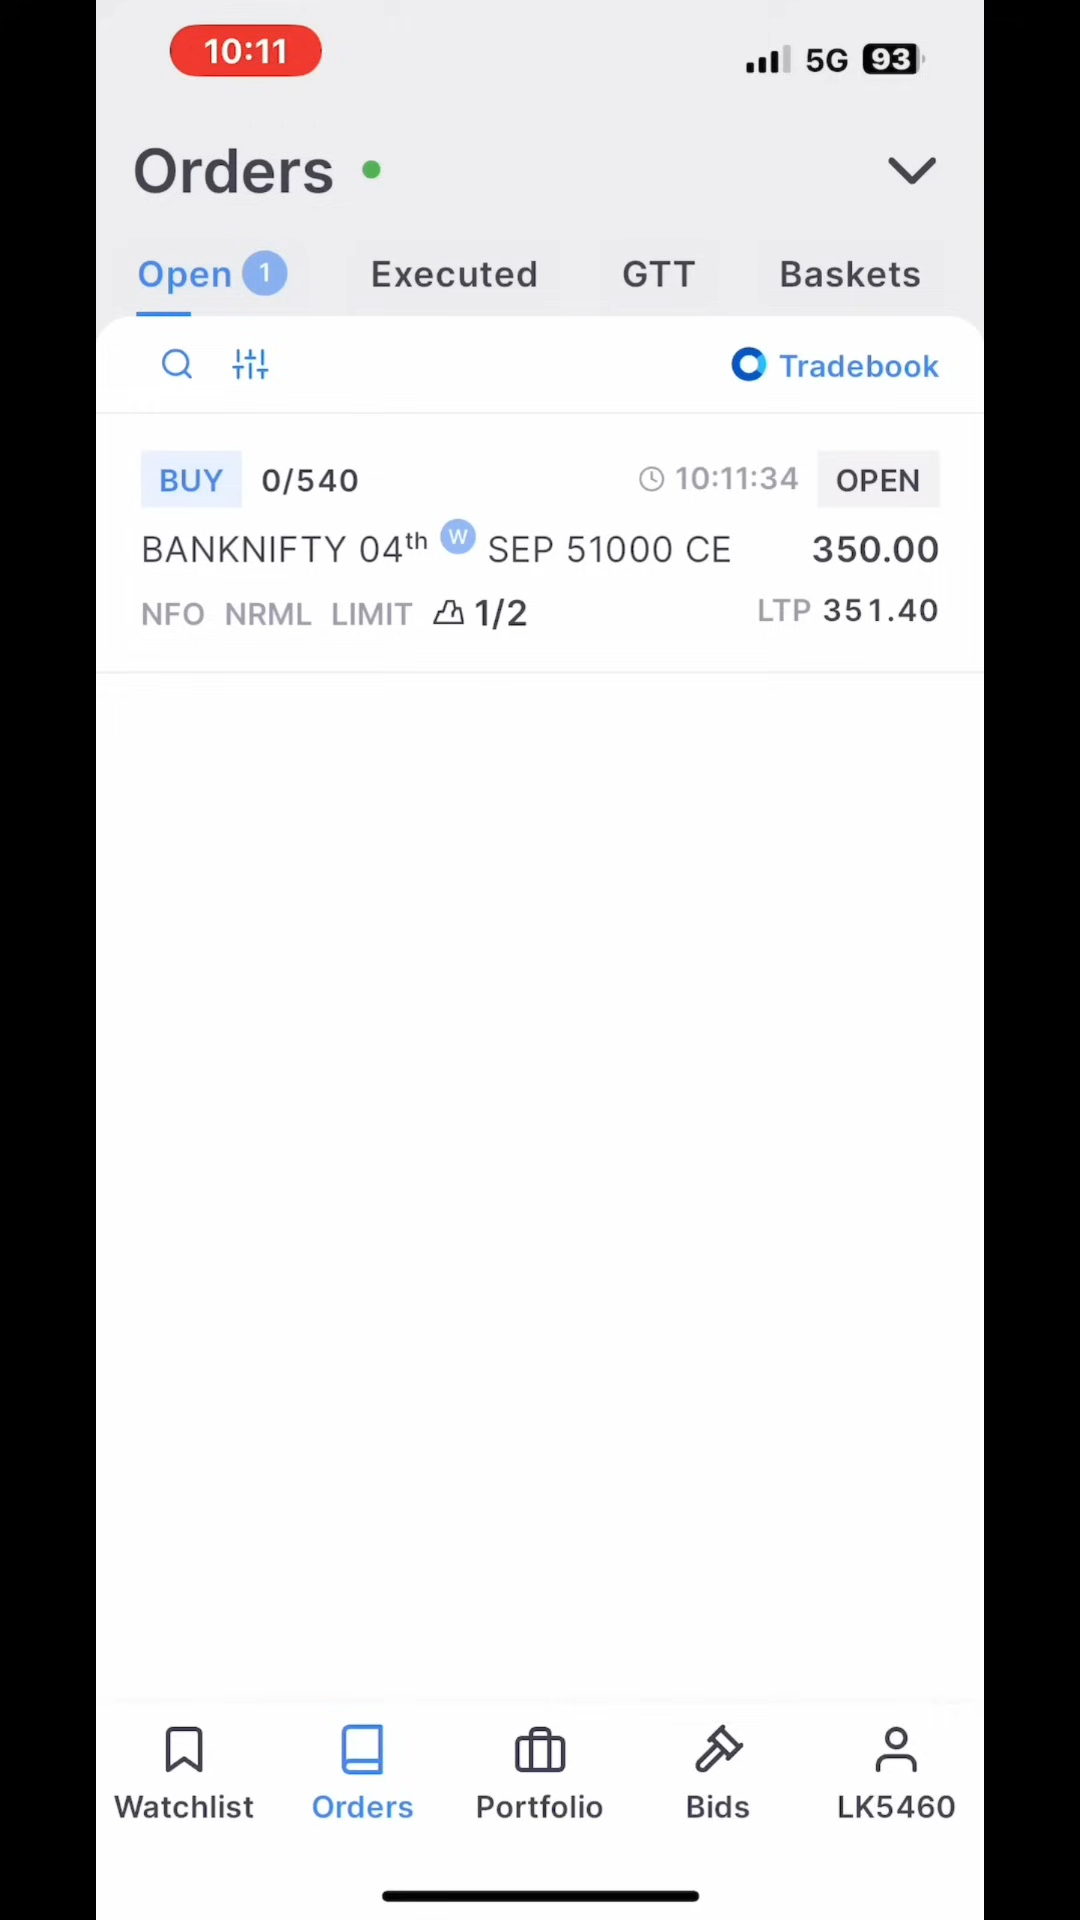 10:11 5G 93
Orders
Open 1 Executed GTT Baskets
Tradebook
BUY 0/540 10:11:34 OPEN
BANKNIFTY 04th W SEP 51000 CE 350.00
NFO NRML LIMIT 1/2 LTP 351.40
Watchlist Orders Portfolio Bids LK5460